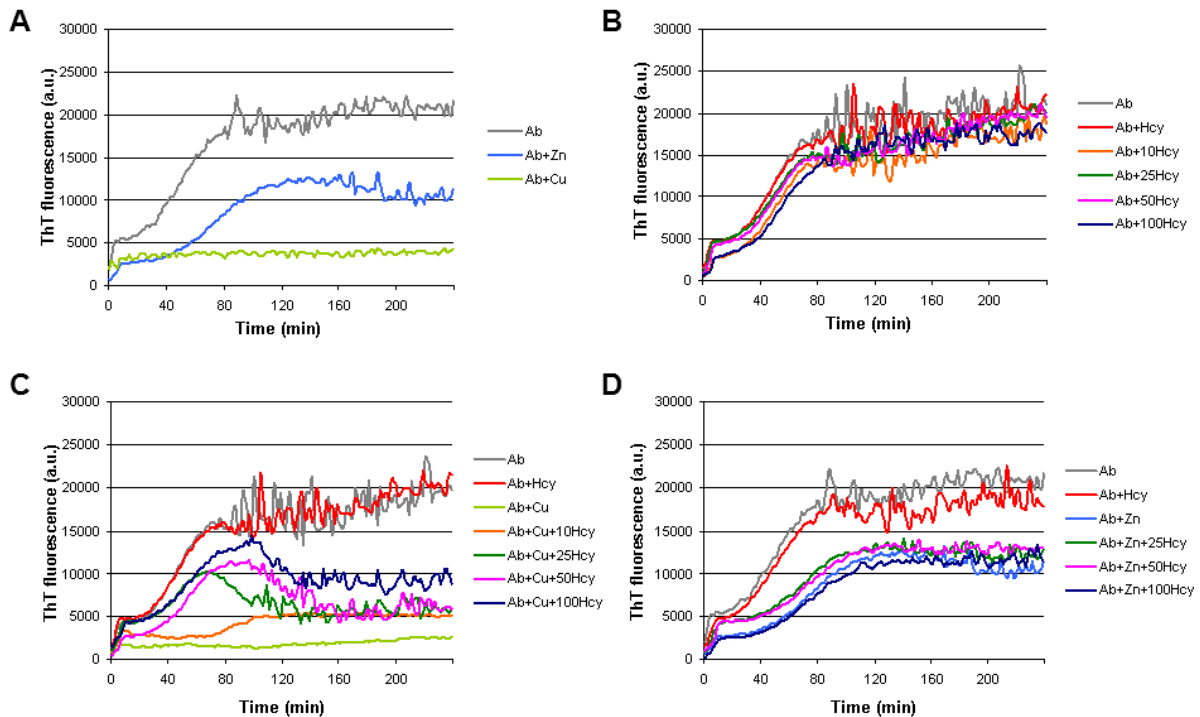 A
ThT fluorescence (a.u.)
30000
25000
20000
15000
10000
5000
0
0 40 80 120 160 200
Time (min)
Ab
Ab+Zn
Ab+Cu
B
ThT fluorescence (a.u.)
30000
25000
20000
15000
10000
5000
0
0 40 80 120 160 200
Time (min)
Ab
Ab+Hcy
Ab+10Hcy
Ab+25Hcy
Ab+50Hcy
Ab+100Hcy
C
ThT fluorescence (a.u.)
30000
25000
20000
15000
10000
5000
0
0 40 80 120 160 200
Time (min)
Ab
Ab+Hcy
Ab+Cu
Ab+Cu+10Hcy
Ab+Cu+25Hcy
Ab+Cu+50Hcy
Ab+Cu+100Hcy
D
ThT fluorescence (a.u.)
30000
25000
20000
15000
10000
5000
0
0 40 80 120 160 200
Time (min)
Ab
Ab+Hcy
Ab+Zn
Ab+Zn+25Hcy
Ab+Zn+50Hcy
Ab+Zn+100Hcy